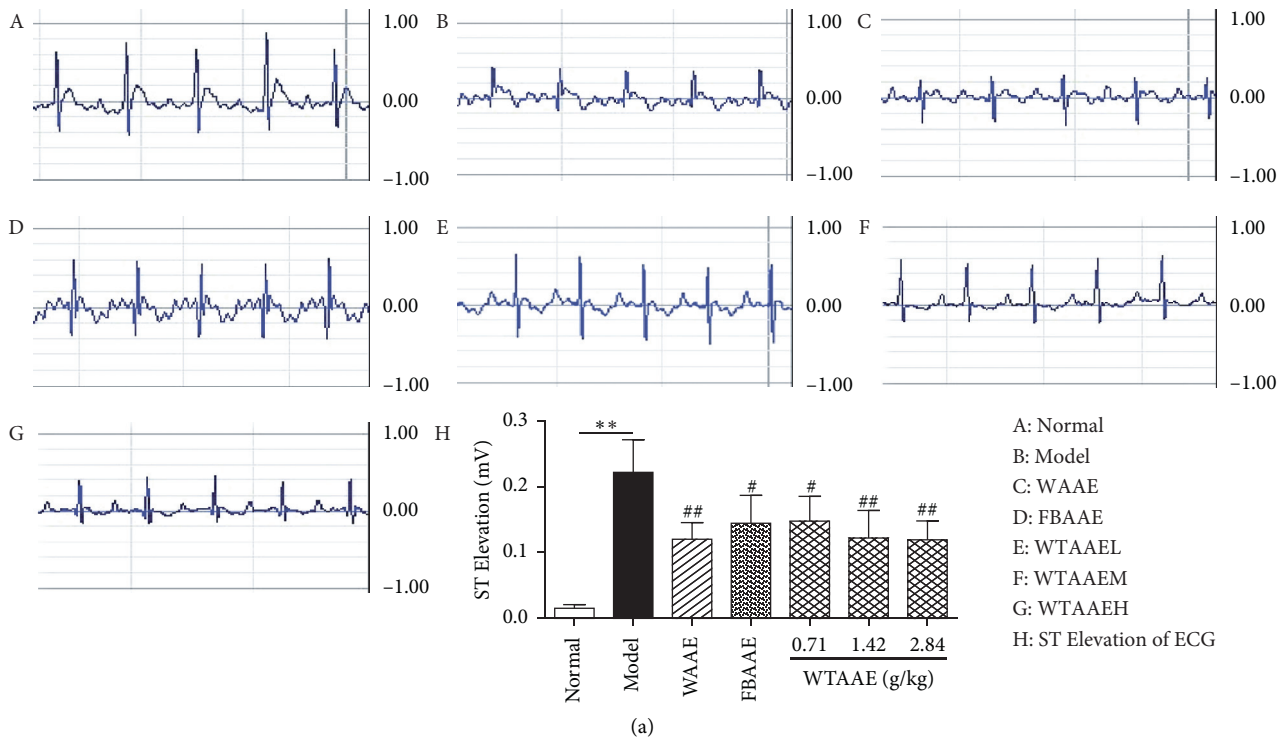 A
1.00
0.00
−1.00
B
1.00
0.00
−1.00
C
1.00
0.00
−1.00
D
1.00
0.00
−1.00
E
1.00
0.00
−1.00
F
1.00
0.00
−1.00
G
1.00
0.00
−1.00
H
ST Elevation (mV)
0.3
0.2
0.1
0.0
**
##
#
#
##
##
Normal
Model
WAAE
FBAAE
0.71 1.42 2.84
WTAAE (g/kg)
A: Normal
B: Model
C: WAAE
D: FBAAE
E: WTAAEL
F: WTAAEM
G: WTAAEH
H: ST Elevation of ECG
(a)